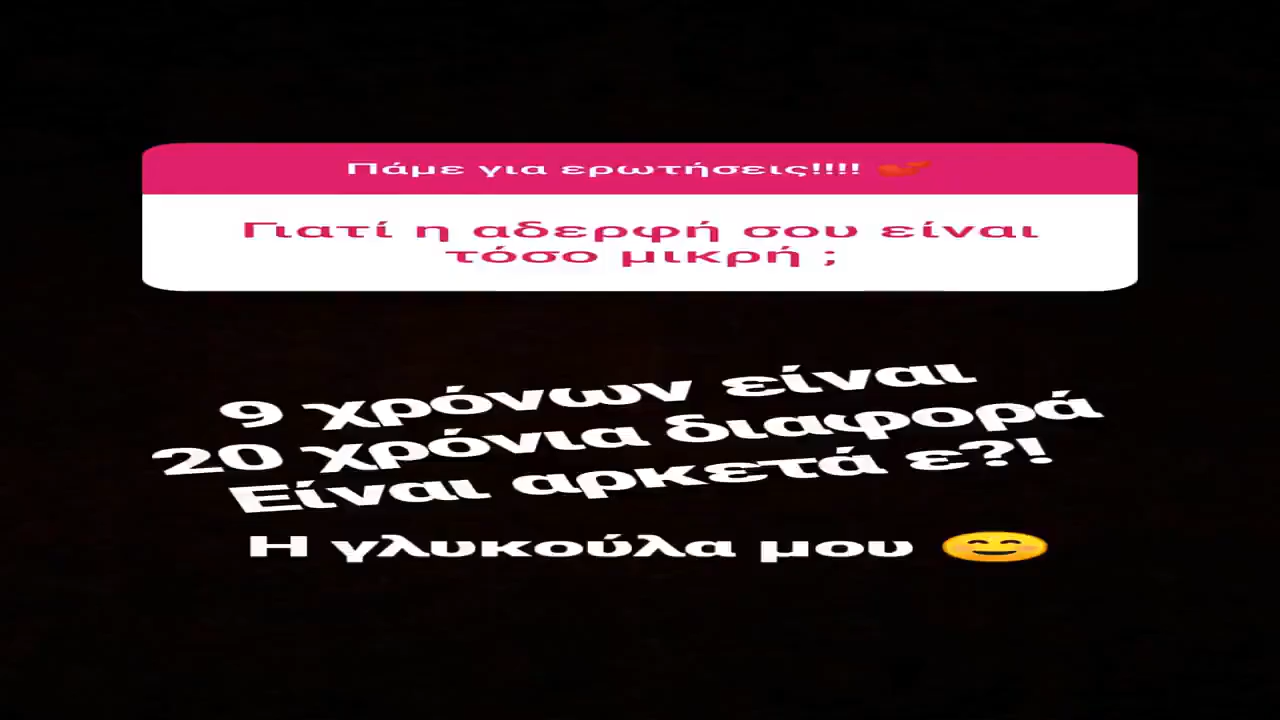 Πάμε για ερωτήσεις!!!! 💋
Γιατί η αδερφή σου είναι
τόσο μικρή ;
9 χρόνων είναι
20 χρόνια διαφορά
Είναι αρκετά ε?!
Η γλυκούλα μου 😊